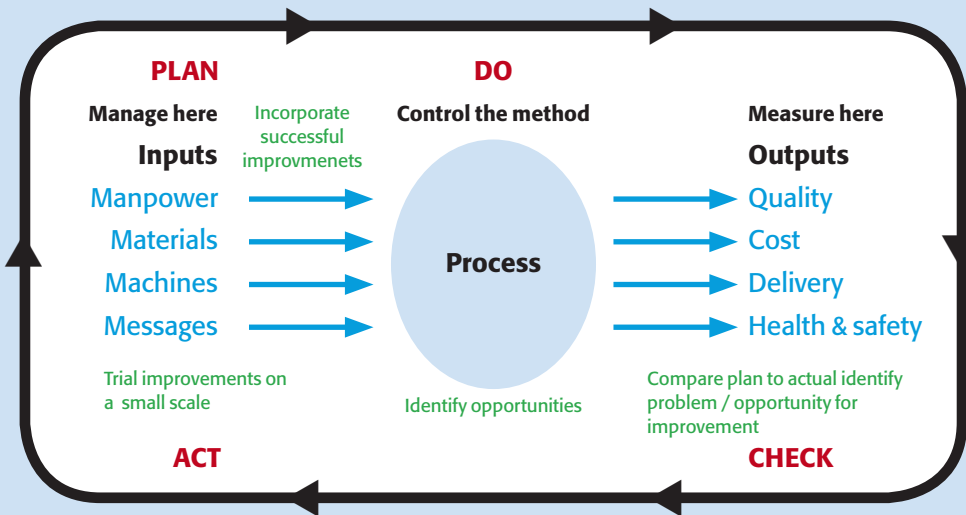 PLAN
Manage here
Inputs
Manpower
Materials
Machines
Messages
Trial improvements on
a small scale
ACT
Incorporate
successful
improvmenets
DO
Control the method
Process
Identify opportunities
Measure here
Outputs
Quality
Cost
Delivery
Health & safety
Compare plan to actual identify
problem / opportunity for
improvement
CHECK